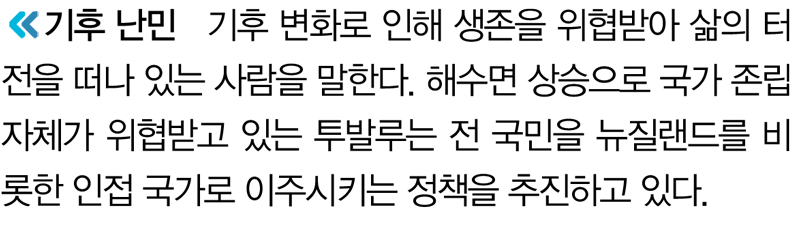 ≪기후 난민 기후 변화로 인해 생존을 위협받아 삶의 터
전을 떠나 있는 사람을 말한다. 해수면 상승으로 국가 존립
자체가 위협받고 있는 투발루는 전 국민을 뉴질랜드를 비
롯한 인접 국가로 이주시키는 정책을 추진하고 있다.